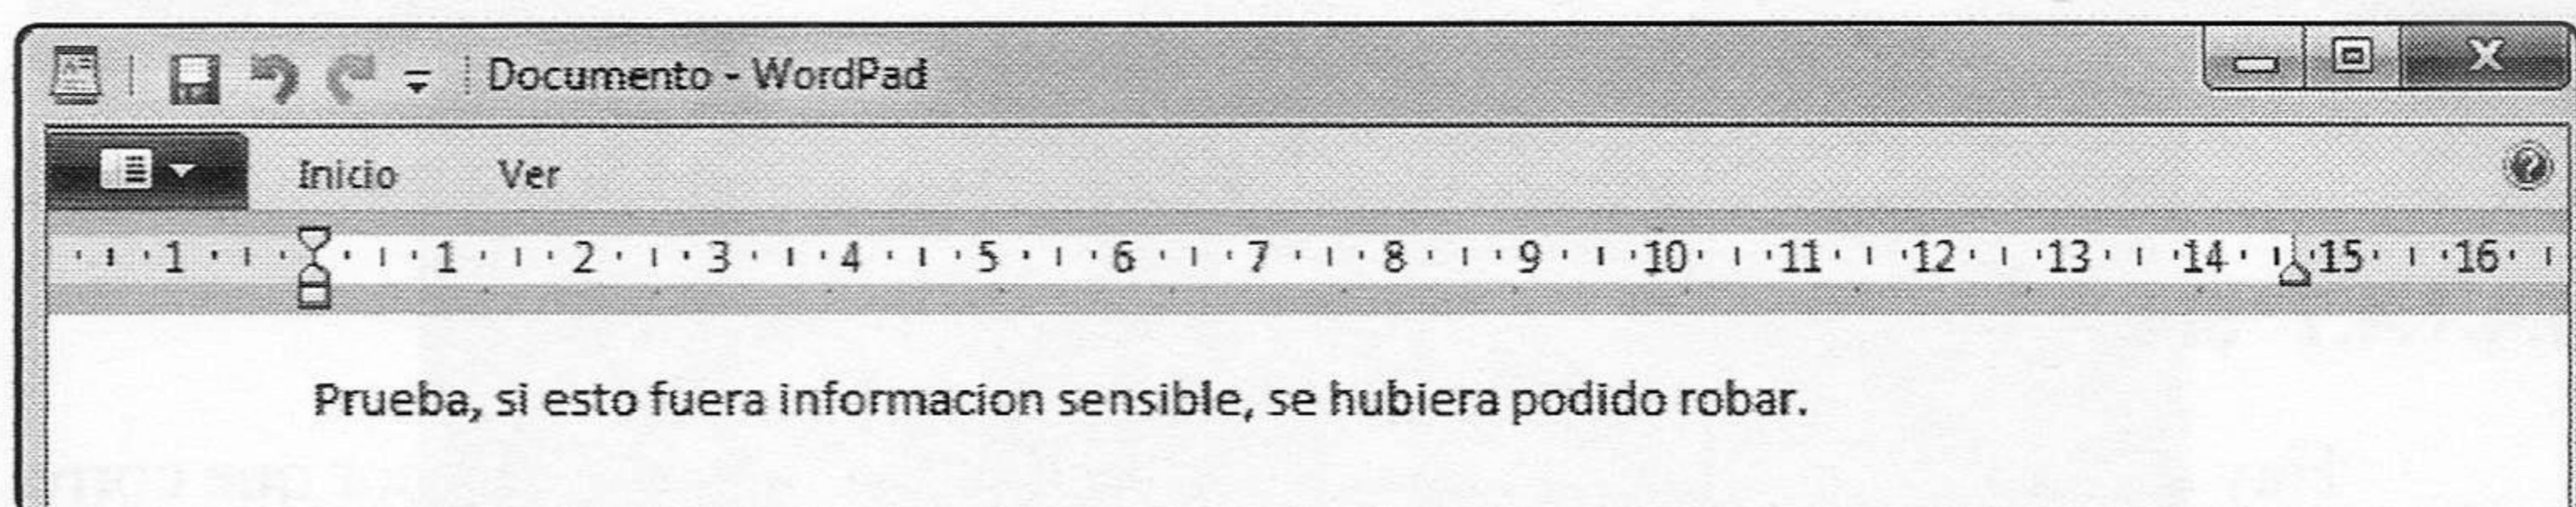 Documento - WordPad
Inicio Ver
1 1 2 3 4 5 6 7 8 9 10 11 12 13 14 15 16
Prueba, si esto fuera informacion sensible, se hubiera podido robar.